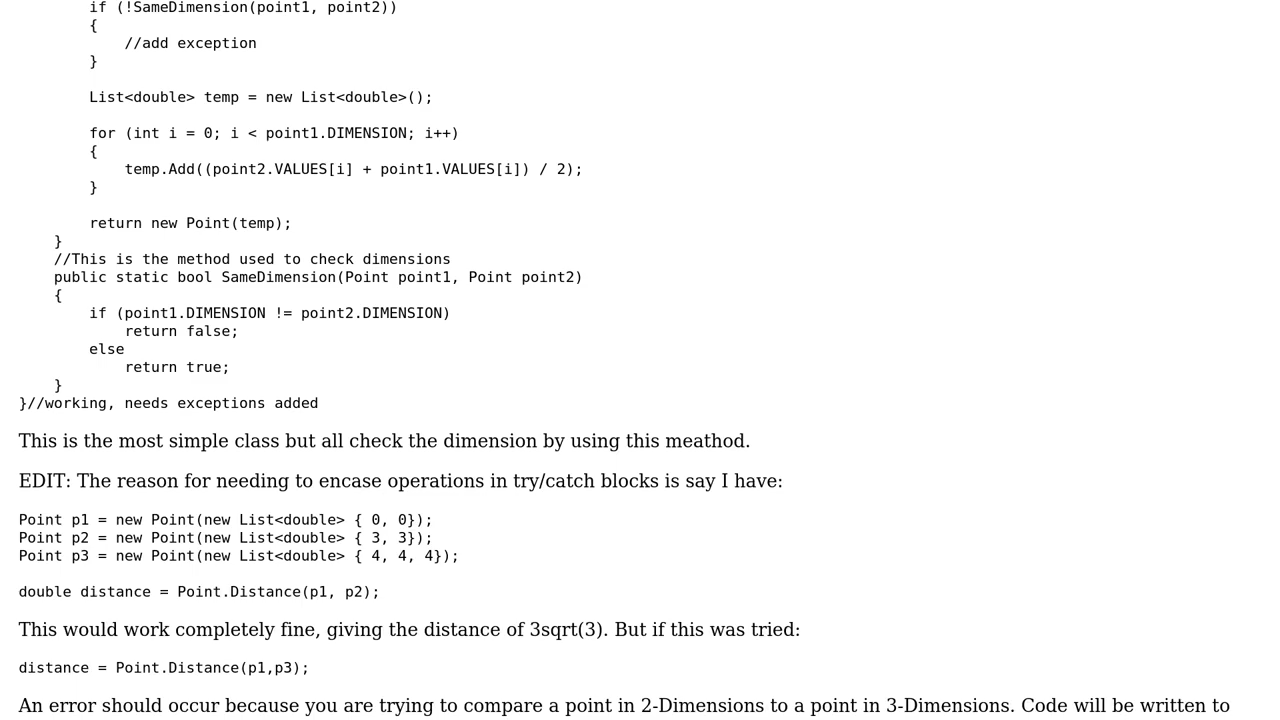 if (!SameDimension(point1, point2))
{
//add exception
}
List<double> temp = new List<double>();
for (int i = 0; i < point1.DIMENSION; i++)
{
temp.Add((point2.VALUES[i] + point1.VALUES[i]) / 2);
}
return new Point(temp);
}
//This is the method used to check dimensions
public static bool SameDimension(Point point1, Point point2)
{
if (point1.DIMENSION != point2.DIMENSION)
return false;
else
return true;
}
}//working, needs exceptions added
This is the most simple class but all check the dimension by using this meathod.
EDIT: The reason for needing to encase operations in try/catch blocks is say I have:
Point p1 = new Point(new List<double> { 0, 0});
Point p2 = new Point(new List<double> { 3, 3});
Point p3 = new Point(new List<double> { 4, 4, 4});
double distance = Point.Distance(p1, p2);
This would work completely fine, giving the distance of 3sqrt(3). But if this was tried:
distance = Point.Distance(p1,p3);
An error should occur because you are trying to compare a point in 2-Dimensions to a point in 3-Dimensions. Code will be written to